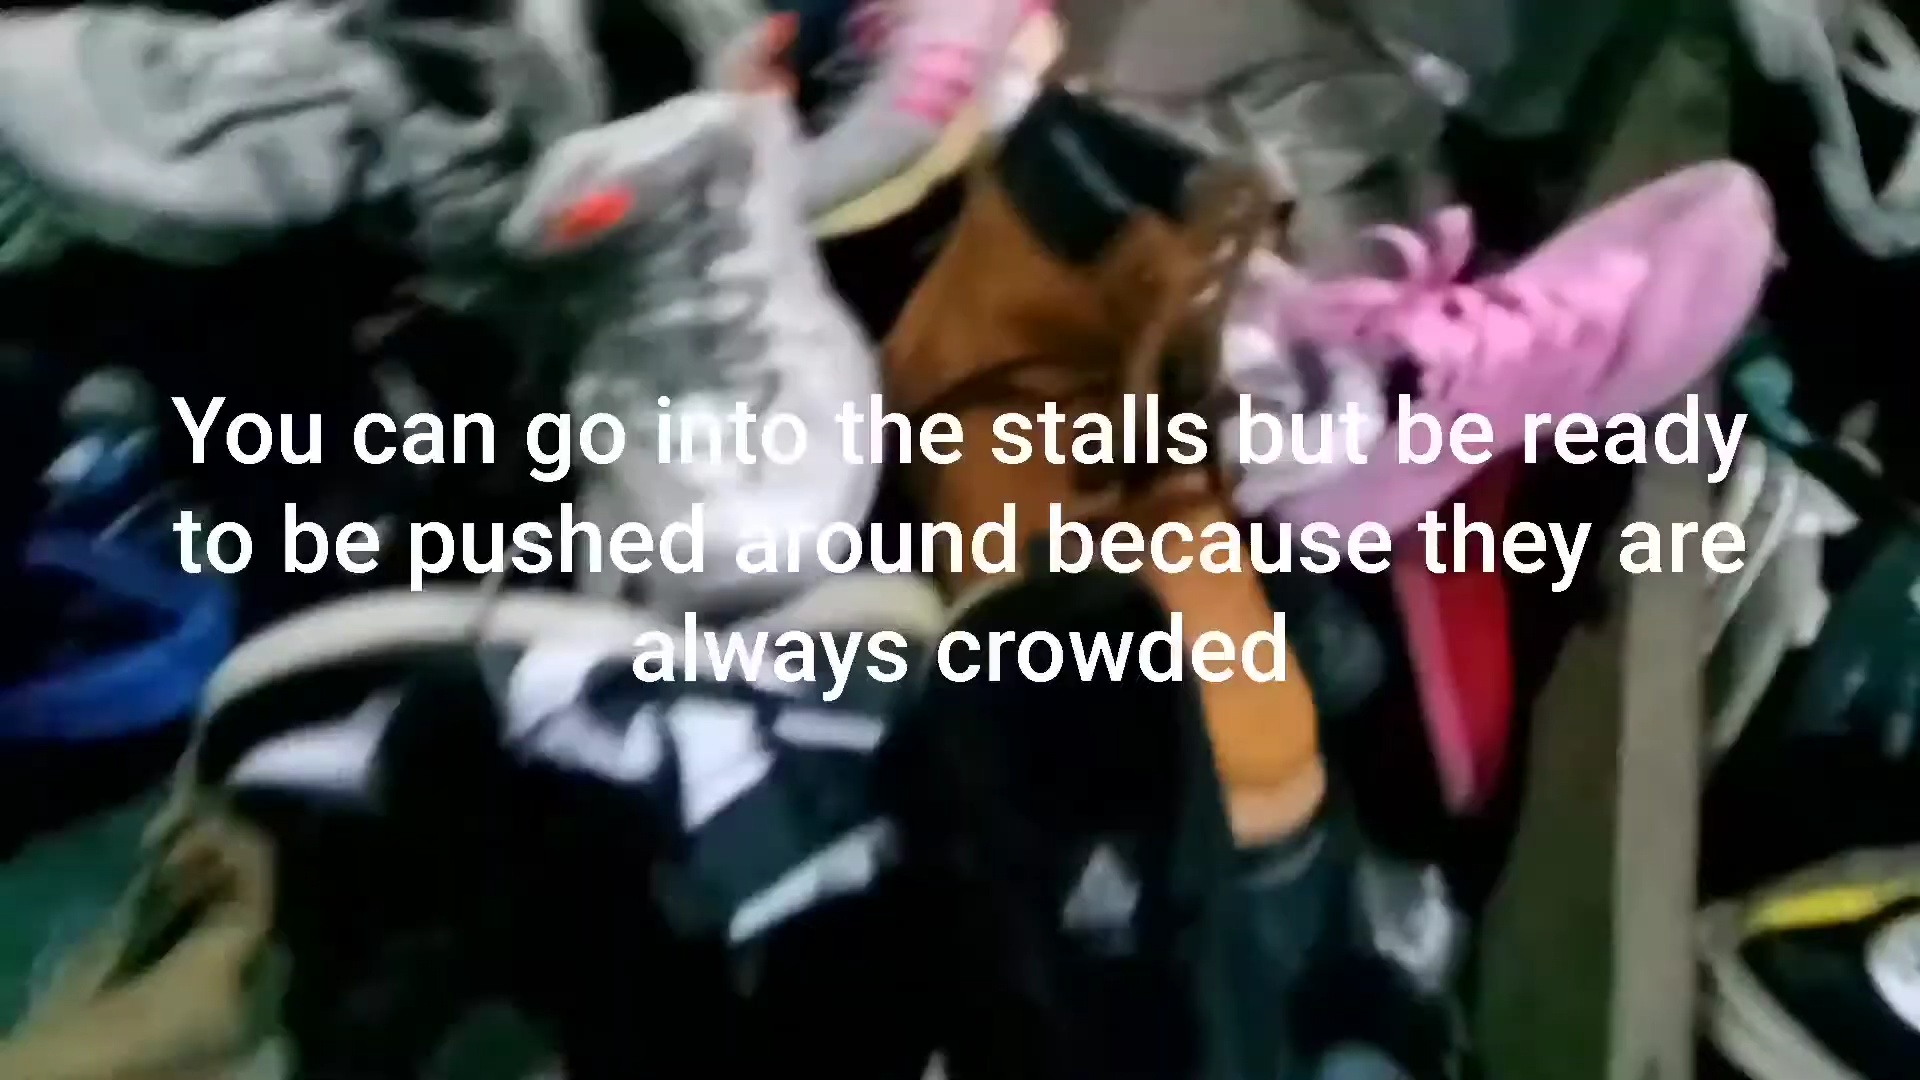 You can go into the stalls but be ready
to be pushed around because they are
always crowded